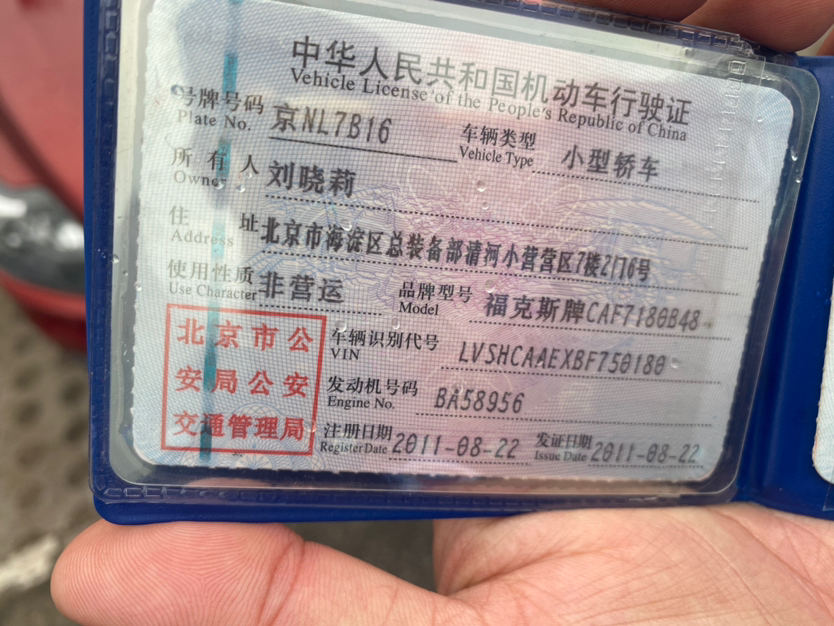 中华人民共和国机动车行驶证
Vehicle License of the People's Republic of China
号牌号码 京NL7B16 车辆类型 小型轿车
Plate No. Vehicle Type
所有人 刘晓莉
Owner
住址 北京市海淀区总装备部清河小营营区7楼2门6号
Address
使用性质 非营运 品牌型号 福克斯牌CAF7180B48
Use Character Model
北京市公
安局公安
交通管理局
车辆识别代号 LVSHCAAEXBF750180
VIN
发动机号码 BA58956
Engine No.
注册日期 2011-08-22 发证日期 2011-08-22
Register Date Issue Date